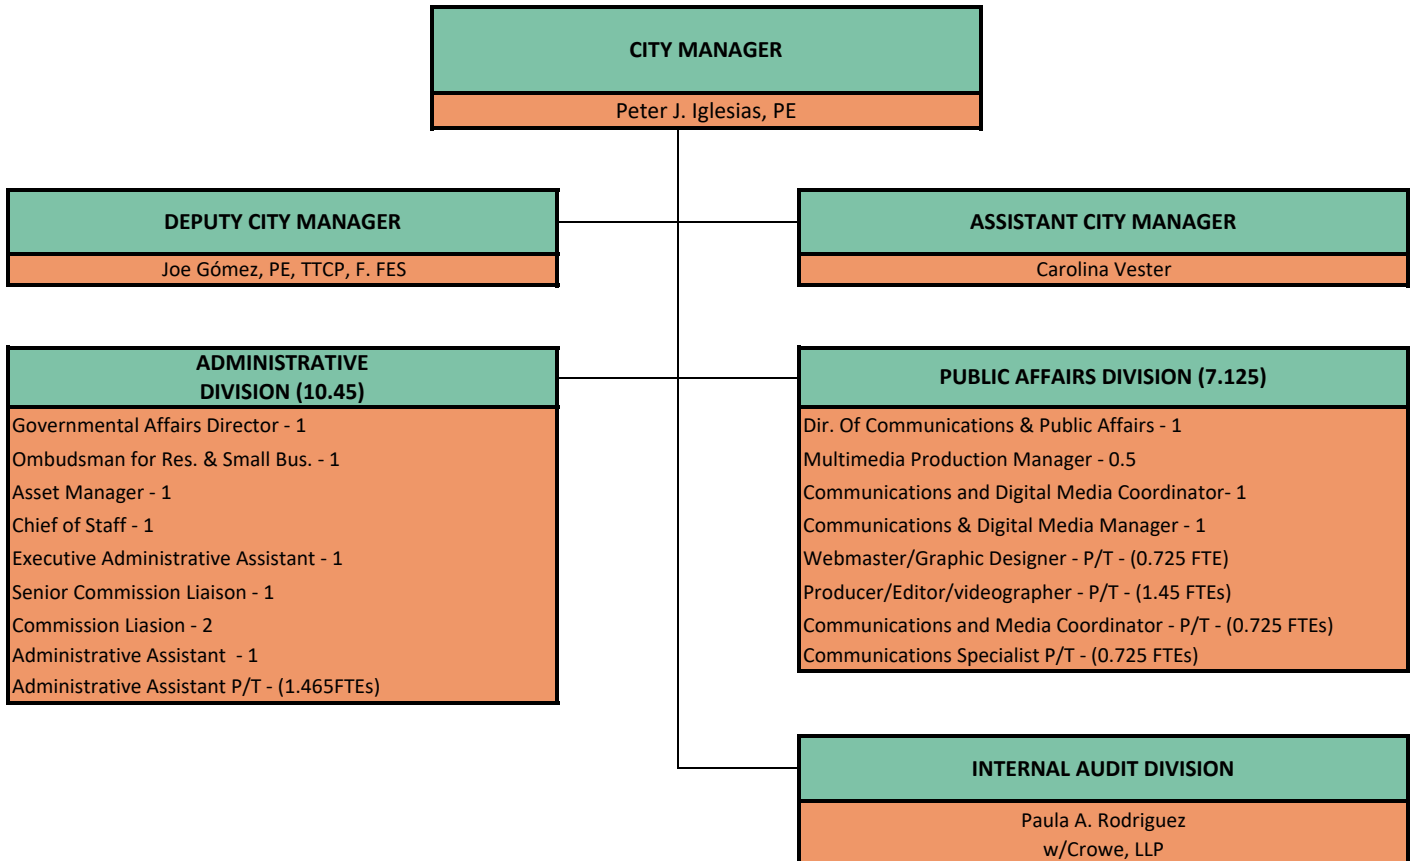 CITY MANAGER
Peter J. Iglesias, PE
DEPUTY CITY MANAGER
Joe Gómez, PE, TTCP, F. FES
ASSISTANT CITY MANAGER
Carolina Vester
ADMINISTRATIVE
DIVISION (10.45)
Governmental Affairs Director - 1
Ombudsman for Res. & Small Bus. - 1
Asset Manager - 1
Chief of Staff - 1
Executive Administrative Assistant - 1
Senior Commission Liaison - 1
Commission Liasion - 2
Administrative Assistant  - 1
Administrative Assistant P/T - (1.465FTEs)
PUBLIC AFFAIRS DIVISION (7.125)
Dir. Of Communications & Public Affairs - 1
Multimedia Production Manager - 0.5
Communications and Digital Media Coordinator- 1
Communications & Digital Media Manager - 1
Webmaster/Graphic Designer - P/T - (0.725 FTE)
Producer/Editor/videographer - P/T - (1.45 FTEs)
Communications and Media Coordinator - P/T - (0.725 FTEs)
Communications Specialist P/T - (0.725 FTEs)
INTERNAL AUDIT DIVISION
Paula A. Rodriguez
w/Crowe, LLP